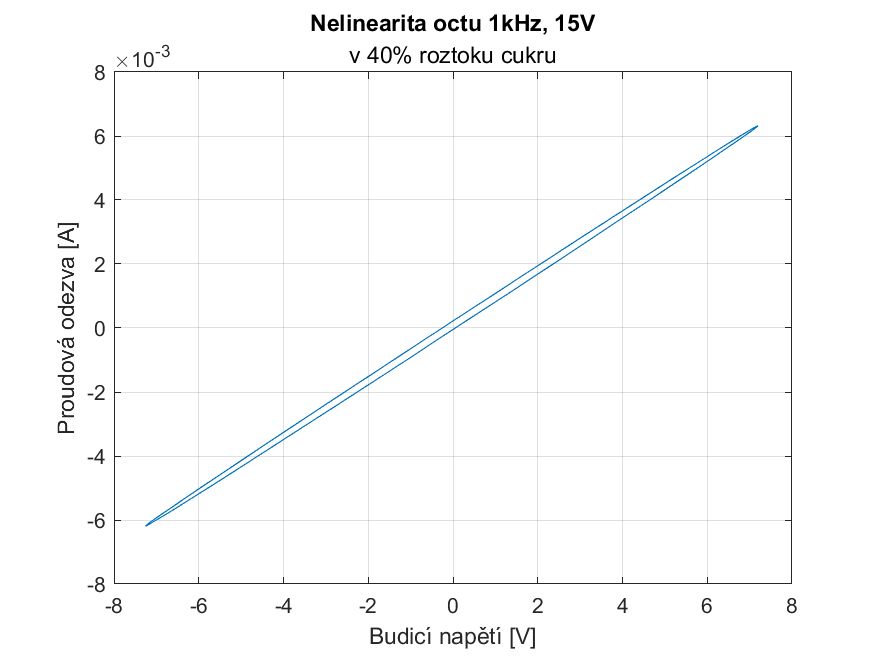 Nelinearita octu 1kHz, 15V
v 40% roztoku cukru
×10⁻³
8
6
4
2
0
-2
-4
-6
-8
Proudová odezva [A]
-8 -6 -4 -2 0 2 4 6 8
Budicí napětí [V]